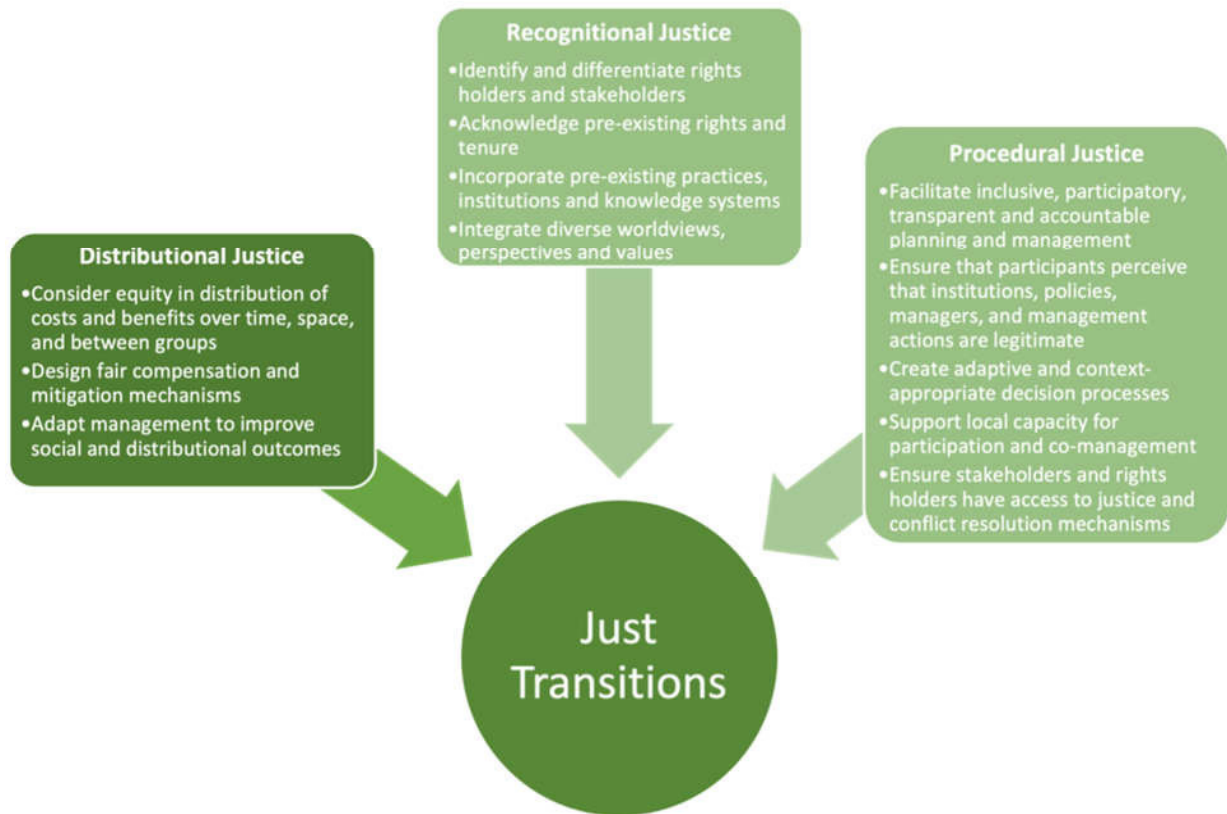 Recognitional Justice
•Identify and differentiate rights
holders and stakeholders
•Acknowledge pre-existing rights and
tenure
•Incorporate pre-existing practices,
institutions and knowledge systems
•Integrate diverse worldviews,
perspectives and values
Distributional Justice
•Consider equity in distribution of
costs and benefits over time, space,
and between groups
•Design fair compensation and
mitigation mechanisms
•Adapt management to improve
social and distributional outcomes
Procedural Justice
•Facilitate inclusive, participatory,
transparent and accountable
planning and management
•Ensure that participants perceive
that institutions, policies,
managers, and management
actions are legitimate
•Create adaptive and context-
appropriate decision processes
•Support local capacity for
participation and co-management
•Ensure stakeholders and rights
holders have access to justice and
conflict resolution mechanisms
Just
Transitions